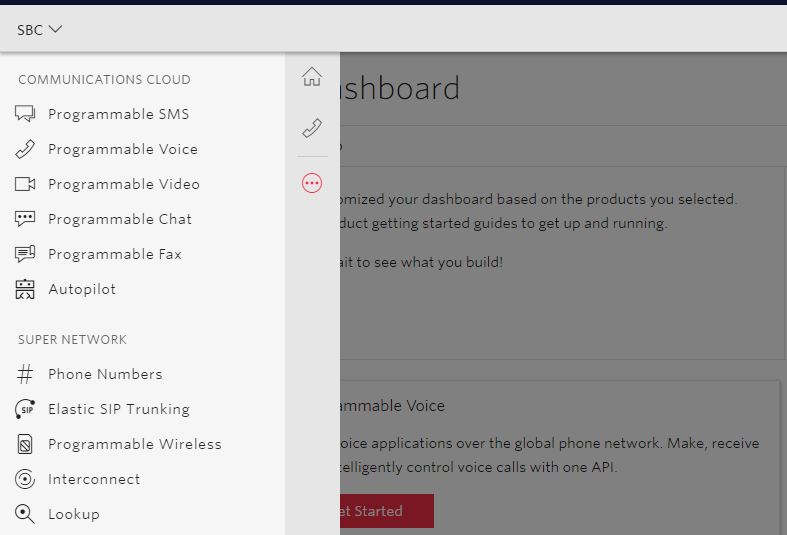 SBC
COMMUNICATIONS CLOUD
Programmable SMS
Programmable Voice
Programmable Video
Programmable Chat
Programmable Fax
Autopilot
SUPER NETWORK
Phone Numbers
SIP
Elastic SIP Trunking
Programmable Wireless
Interconnect
Lookup
shboard
omized your dashboard based on the products you selected.
duct getting started guides to get up and running.
ait to see what you build!
ammable Voice
oice applications over the global phone network. Make, receive
telligently control voice calls with one API.
et Started